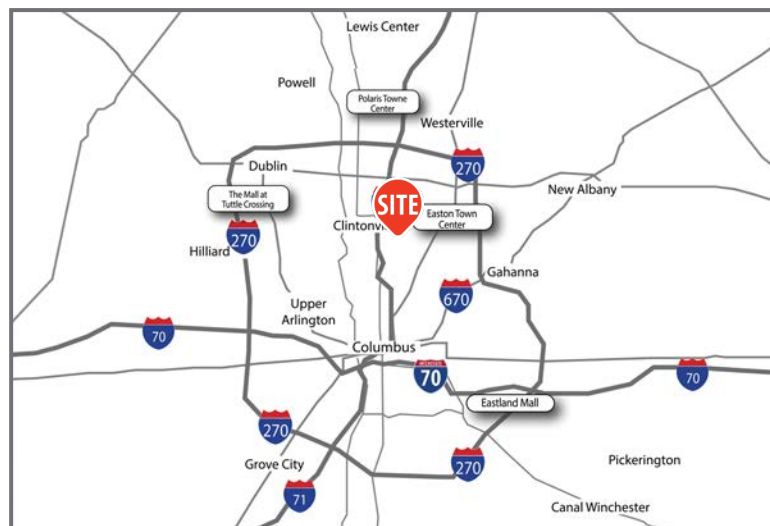 Lewis Center
Powell
Polaris Towne
Center
Westerville
270
Dublin
New Albany
The Mall at
Tuttle Crossing
SITE
Easton Town
Center
270
Hilliard
Gahanna
670
Upper
Arlington
70
Columbus
70
70
Eastland Mall
270
270
Grove City
Pickerington
71
Canal Winchester